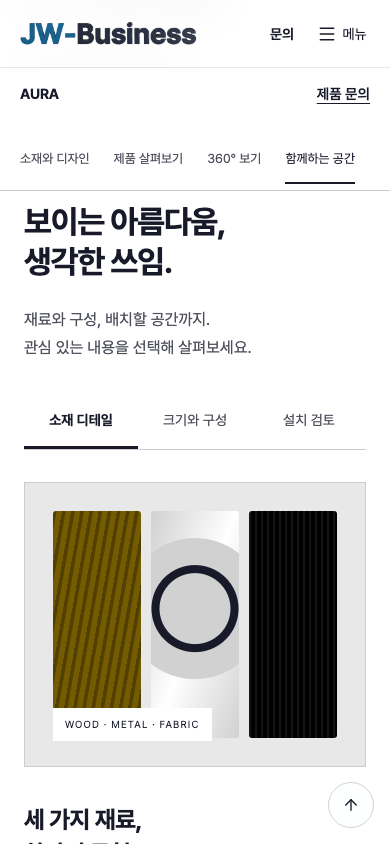 JW-Business
문의
메뉴
AURA
제품 문의
소재와 디자인
제품 살펴보기
360° 보기
함께하는 공간
보이는 아름다움,
생각한 쓰임.
재료와 구성, 배치할 공간까지.
관심 있는 내용을 선택해 살펴보세요.
소재 디테일
크기와 구성
설치 검토
WOOD · METAL · FABRIC
세 가지 재료,